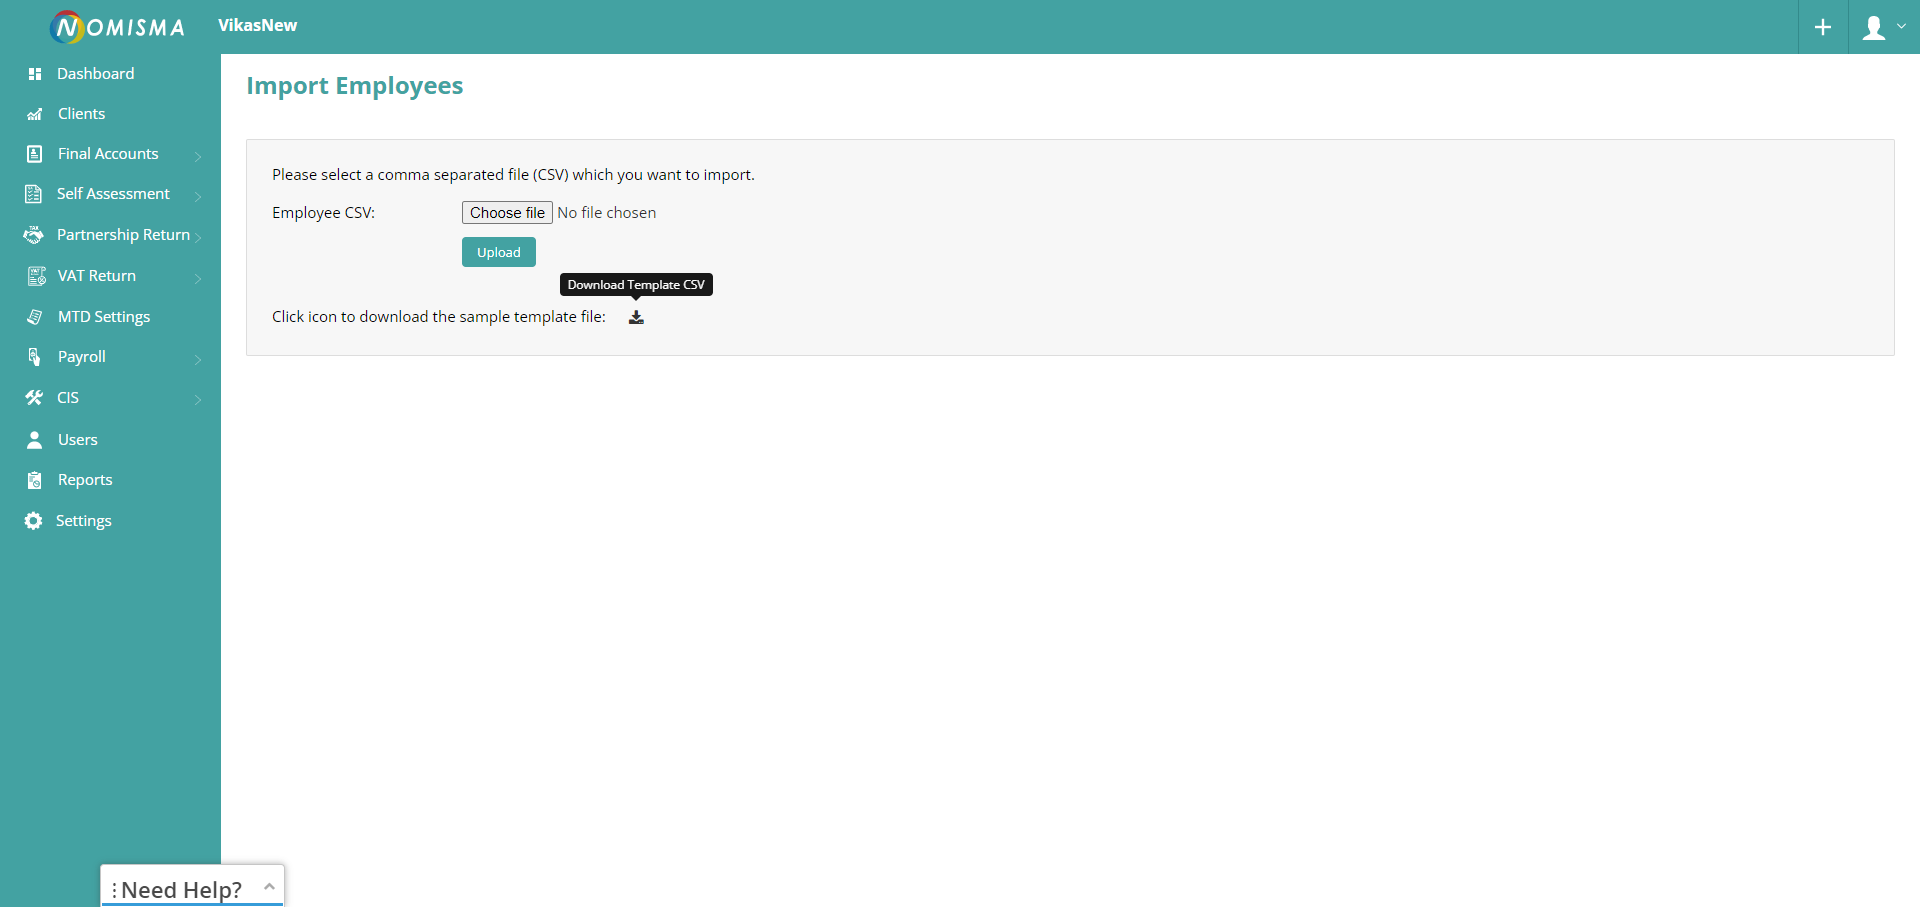 NOMISMA VikasNew
Dashboard
Clients
Final Accounts
Self Assessment
Partnership Return
VAT Return
MTD Settings
Payroll
CIS
Users
Reports
Settings
Import Employees
Please select a comma separated file (CSV) which you want to import.
Employee CSV: Choose file No file chosen
Upload
Download Template CSV
Click icon to download the sample template file:
Need Help?